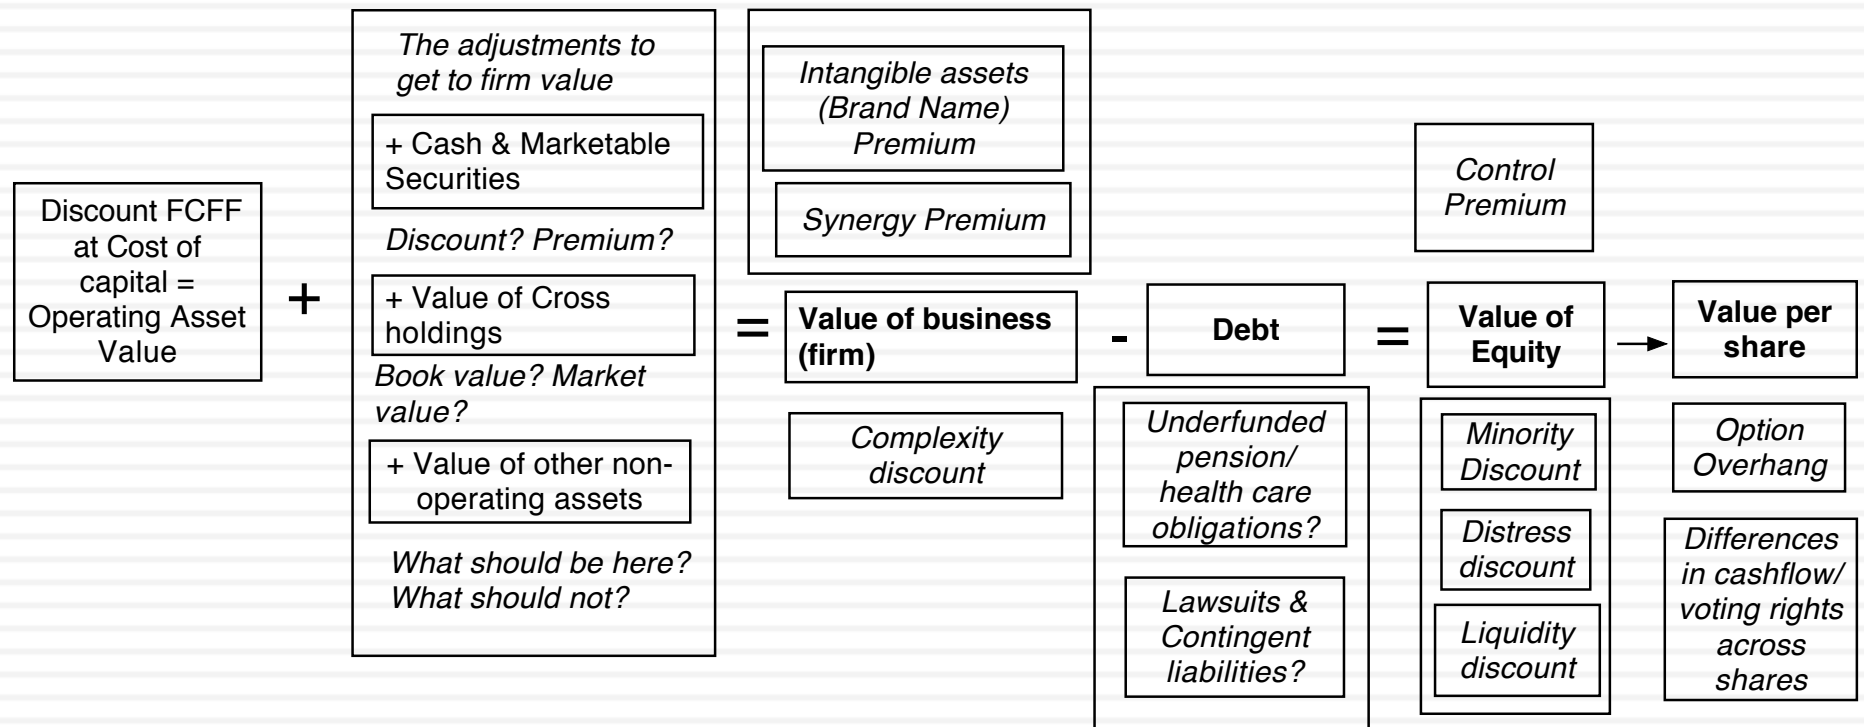 Discount FCFF
at Cost of
capital =
Operating Asset
Value
+
The adjustments to
get to firm value
+ Cash & Marketable
Securities
Discount? Premium?
+ Value of Cross
holdings
Book value? Market
value?
+ Value of other non-
operating assets
What should be here?
What should not?
=
Intangible assets
(Brand Name)
Premium
Synergy Premium
Value of business
(firm)
Complexity
discount
-
Debt
Underfunded
pension/
health care
obligations?
Lawsuits &
Contingent
liabilities?
=
Control
Premium
Value of
Equity
Minority
Discount
Distress
discount
Liquidity
discount
Value per
share
Option
Overhang
Differences
in cashflow/
voting rights
across
shares